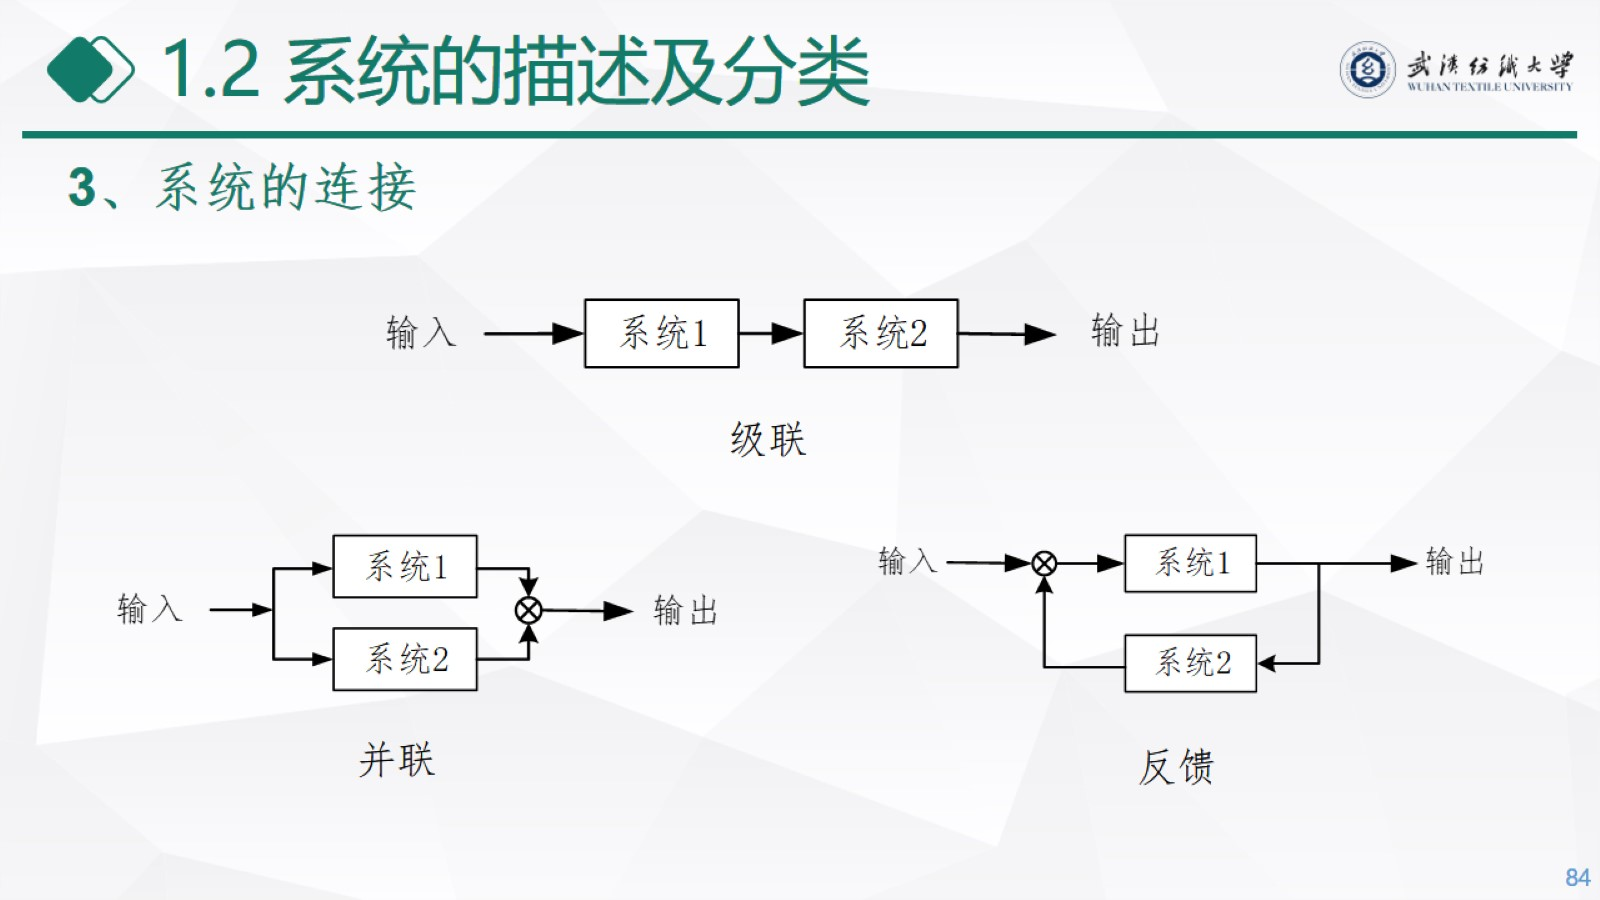 1.2 系统的描述及分类
武汉纺织大学
WUHAN TEXTILE UNIVERSITY
3、系统的连接
输入 系统1 系统2 输出
级联
输入 系统1 系统2 输出
并联
输入 系统1 输出
系统2
反馈
84